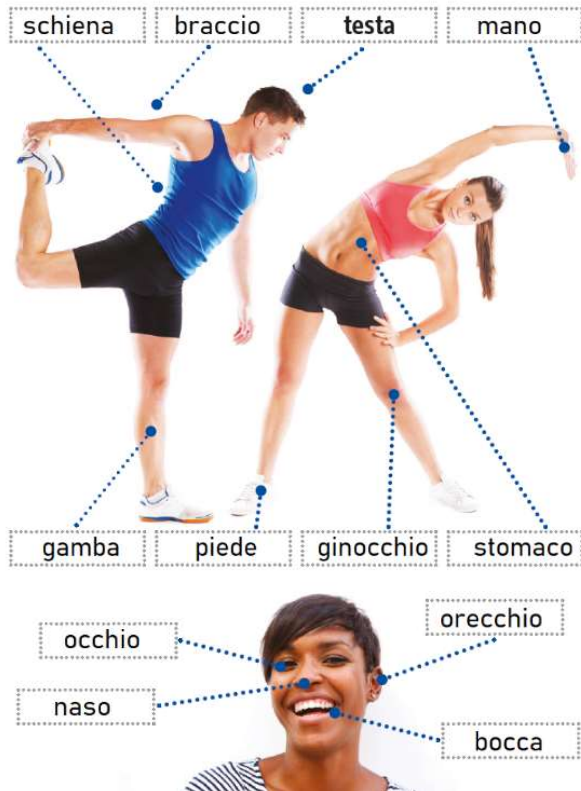 schiena braccio testa mano
gamba piede ginocchio stomaco
occhio
orecchio
naso
bocca